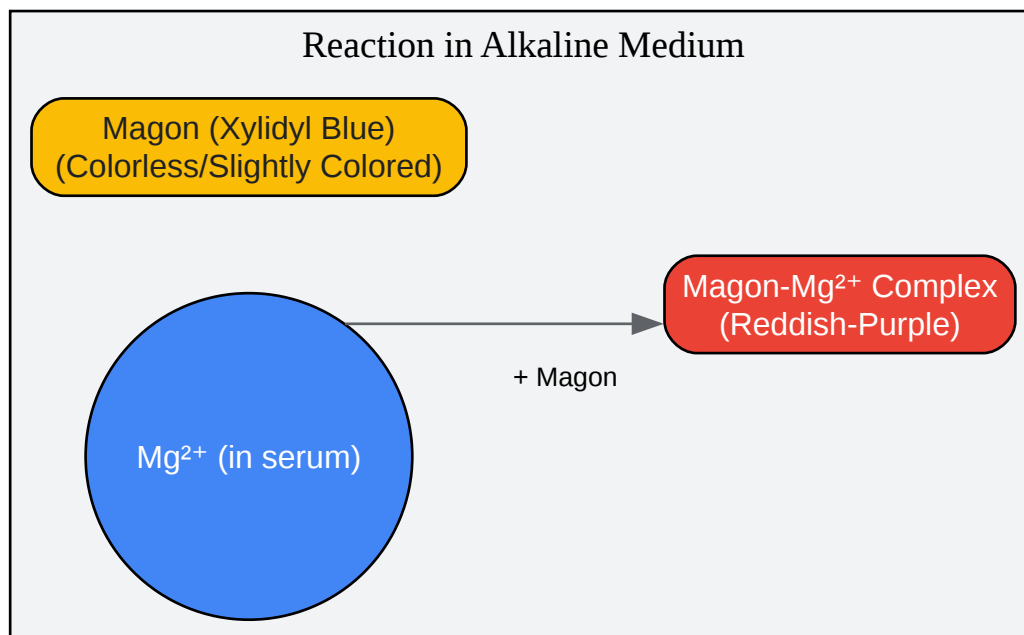 Reaction in Alkaline Medium
Magon (Xylidyl Blue)
(Colorless/Slightly Colored)
Magon-Mg²⁺ Complex
(Reddish-Purple)
+ Magon
Mg²⁺ (in serum)